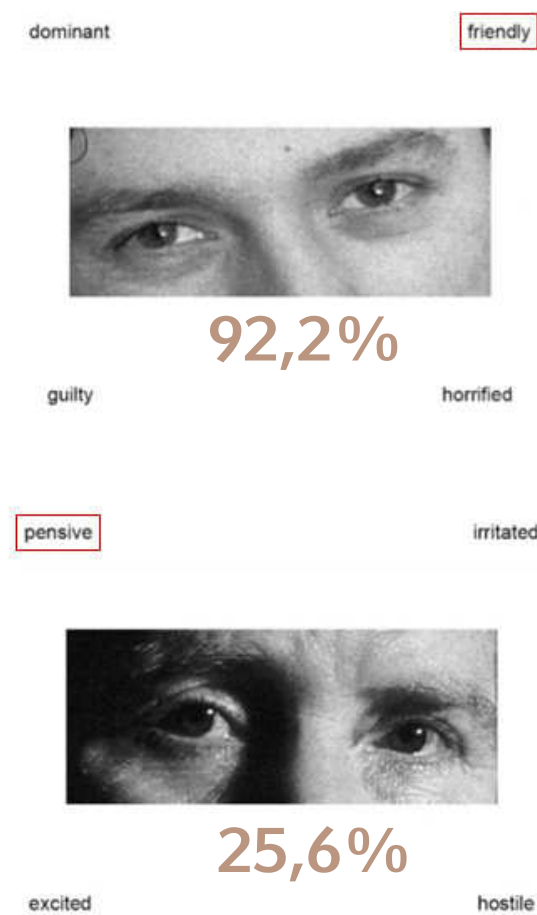 dominant friendly
92,2%
guilty horrified
pensive irritated
25,6%
excited hostile